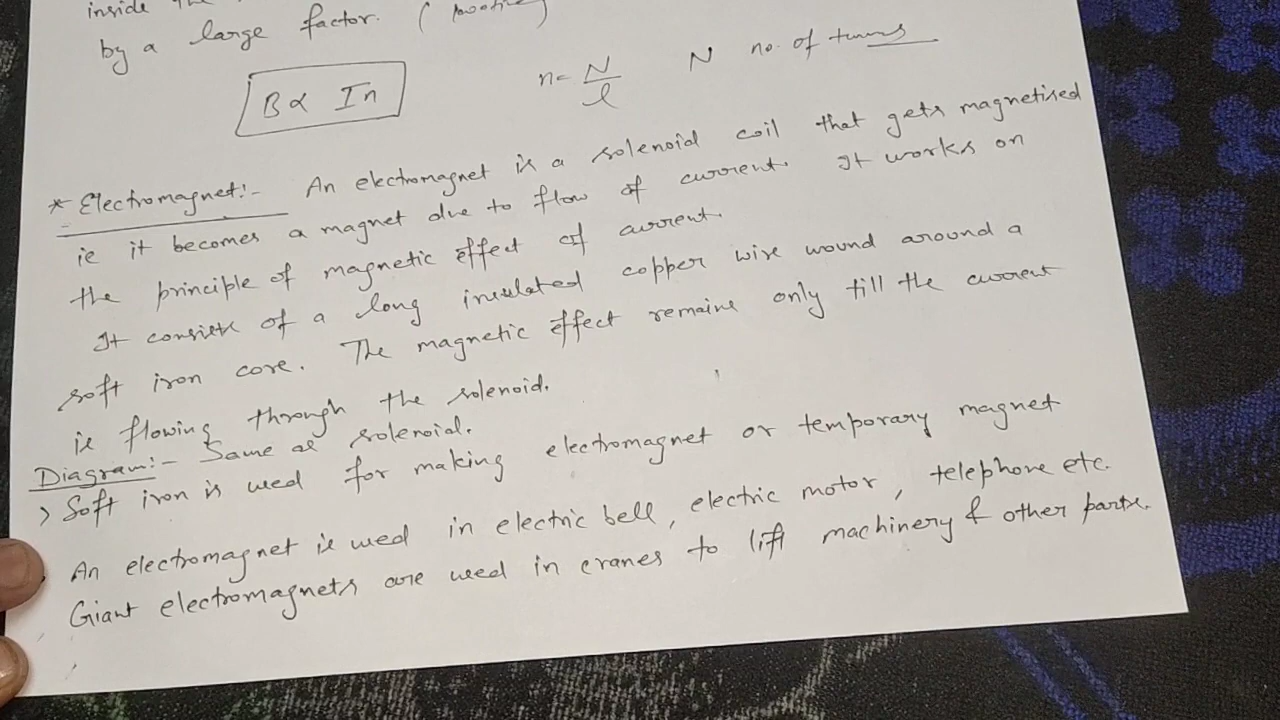 inside the
by a large factor.
B ∝ In
n = N/l N no. of turns
* Electromagnet:- An electromagnet is a solenoid coil that gets magnetised
ie it becomes a magnet due to flow of current. It works on
the principle of magnetic effect of current.
It consists of a long insulated copper wire wound around a
soft iron core. The magnetic effect remains only till the current
is flowing through the solenoid.
Diagram:- Same as solenoid.
> Soft iron is used for making electromagnet or temporary magnet
An electromagnet is used in electric bell, electric motor, telephone etc.
Giant electromagnets are used in cranes to lift machinery & other parts.